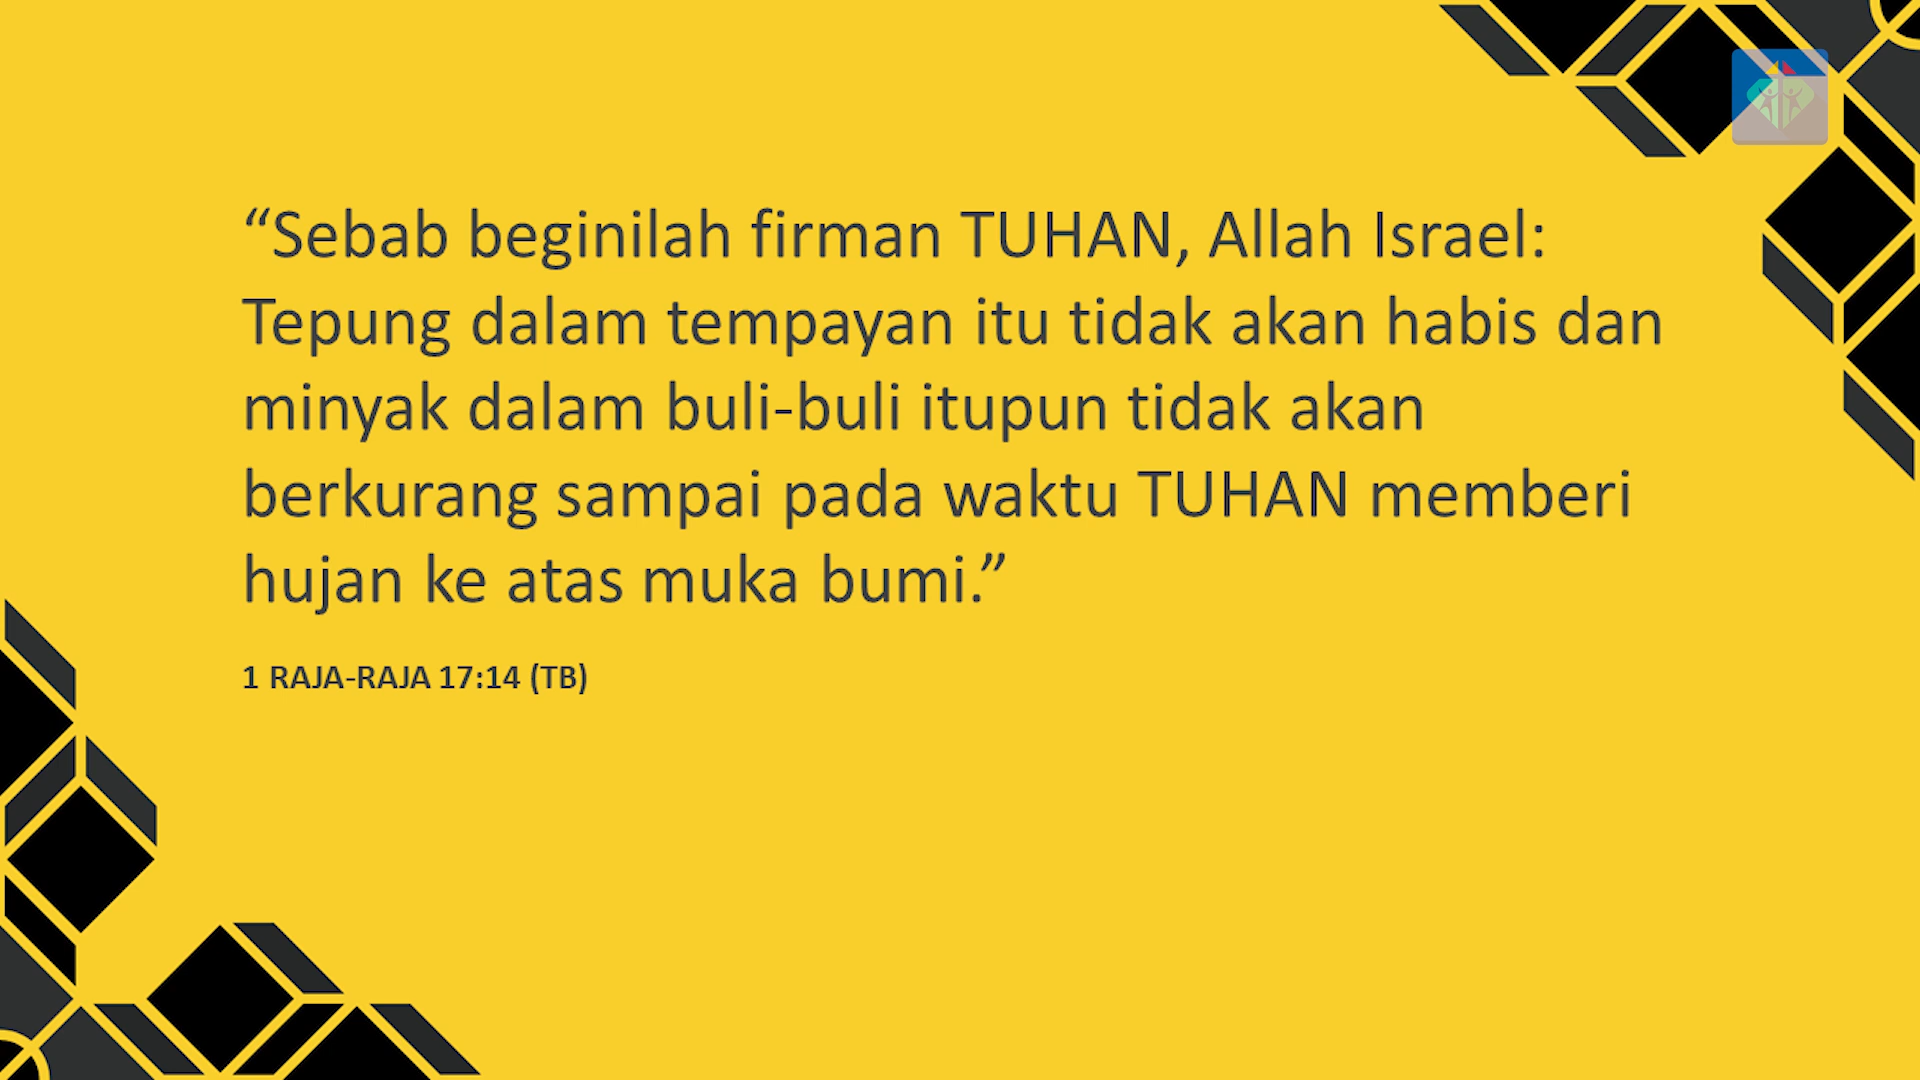 “Sebab beginilah firman TUHAN, Allah Israel:
Tepung dalam tempayan itu tidak akan habis dan
minyak dalam buli-buli itupun tidak akan
berkurang sampai pada waktu TUHAN memberi
hujan ke atas muka bumi.”
1 RAJA-RAJA 17:14 (TB)